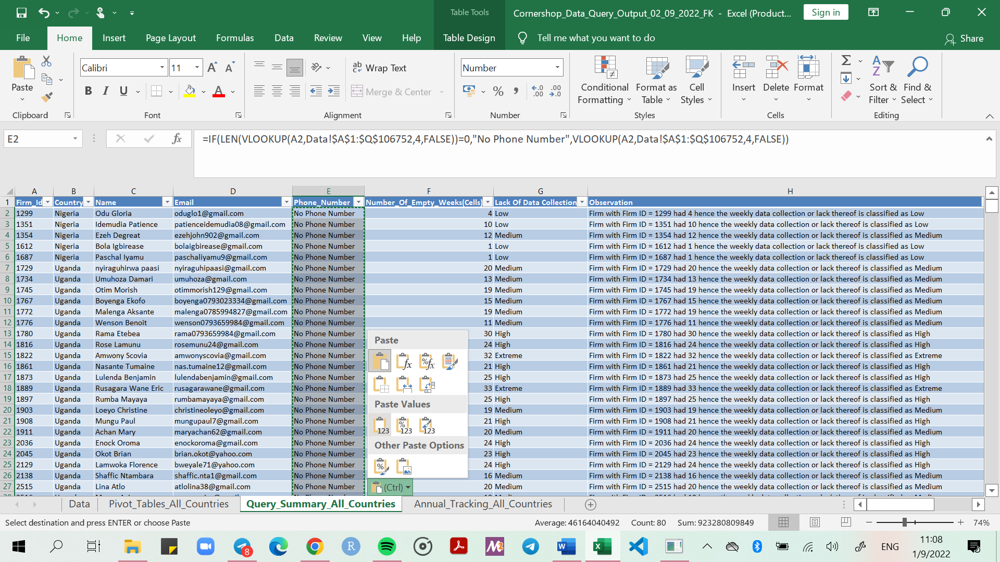 Table Tools
Cornershop_Data_Query_Output_02_09_2022_FK - Excel (Product...
Sign in
File Home Insert Page Layout Formulas Data Review View Help Table Design Tell me what you want to do Share
Calibri 11 Wrap Text Number
Paste B I U A Merge & Center % Conditional Formatting Format as Table Cell Styles Insert Delete Format Sort & Filter Find & Select
Clipboard Font Alignment Number Styles Cells Editing
E2 fx =IF(LEN(VLOOKUP(A2,Data!$A$1:$Q$106752,4,FALSE))=0,"No Phone Number",VLOOKUP(A2,Data!$A$1:$Q$106752,4,FALSE))
A B C D E F G H
1 Firm_Id Country Name Email Phone_Number Number_Of_Empty_Weeks(Cells) Lack Of Data Collection Observation
2 1299 Nigeria Odu Gloria oduglo1@gmail.com No Phone Number 4 Low Firm with Firm ID = 1299 had 4 hence the weekly data collection or lack thereof is classified as Low
3 1351 Nigeria Idemudia Patience patienceidemudia08@gmail.com No Phone Number 10 Low Firm with Firm ID = 1351 had 10 hence the weekly data collection or lack thereof is classified as Low
4 1354 Nigeria Ezeh Degreat ezehjohn902@gmail.com No Phone Number 12 Medium Firm with Firm ID = 1354 had 12 hence the weekly data collection or lack thereof is classified as Medium
5 1612 Nigeria Bola Igbirease bolaigbirease@gmail.com No Phone Number 1 Low Firm with Firm ID = 1612 had 1 hence the weekly data collection or lack thereof is classified as Low
6 1687 Nigeria Paschal Iyamu paschaliyamu9@gmail.com No Phone Number 1 Low Firm with Firm ID = 1687 had 1 hence the weekly data collection or lack thereof is classified as Low
7 1729 Uganda nyiraguhirwa paasi nyiraguhipaasi@gmail.com No Phone Number 20 Medium Firm with Firm ID = 1729 had 20 hence the weekly data collection or lack thereof is classified as Medium
8 1734 Uganda Umuhoza Damari umuhoza@gmail.com No Phone Number 13 Medium Firm with Firm ID = 1734 had 13 hence the weekly data collection or lack thereof is classified as Medium
9 1745 Uganda Otim Morish otimmorish129@gmail.com No Phone Number 19 Medium Firm with Firm ID = 1745 had 19 hence the weekly data collection or lack thereof is classified as Medium
10 1767 Uganda Boyenga Ekofo boyenga0793023334@gmail.com No Phone Number 15 Medium Firm with Firm ID = 1767 had 15 hence the weekly data collection or lack thereof is classified as Medium
11 1772 Uganda Malenga Aksante malenga0785994827@gmail.com No Phone Number 19 Medium Firm with Firm ID = 1772 had 19 hence the weekly data collection or lack thereof is classified as Medium
12 1776 Uganda Wenson Benoit wenson0793659984@gmail.com No Phone Number 11 Medium Firm with Firm ID = 1776 had 11 hence the weekly data collection or lack thereof is classified as Medium
13 1780 Uganda Rama Etebea rama0793659984@gmail.com No Phone Number 30 High Firm with Firm ID = 1780 had 30 hence the weekly data collection or lack thereof is classified as High
14 1816 Uganda Rose Lamunu rosemunu24@gmail.com No Phone Number 24 High Firm with Firm ID = 1816 had 24 hence the weekly data collection or lack thereof is classified as High
15 1822 Uganda Amwony Scovia amwonyscovia@gmail.com No Phone Number 32 Extreme Firm with Firm ID = 1822 had 32 hence the weekly data collection or lack thereof is classified as Extreme
16 1861 Uganda Nasante Tumaine nas.tumaine12@gmail.com No Phone Number 21 High Firm with Firm ID = 1861 had 21 hence the weekly data collection or lack thereof is classified as High
17 1873 Uganda Lulenda Benjamin lulendabenjamin@gmail.com No Phone Number 25 High Firm with Firm ID = 1873 had 25 hence the weekly data collection or lack thereof is classified as High
18 1889 Uganda Rusagara Wane Eric rusagarawane@gmail.com No Phone Number 33 Extreme Firm with Firm ID = 1889 had 33 hence the weekly data collection or lack thereof is classified as Extreme
19 1897 Uganda Rumba Mayaya rumbamayaya@gmail.com No Phone Number 25 High Firm with Firm ID = 1897 had 25 hence the weekly data collection or lack thereof is classified as High
20 1903 Uganda Loeyo Christine christineoleyo@gmail.com No Phone Number 19 Medium Firm with Firm ID = 1903 had 19 hence the weekly data collection or lack thereof is classified as Medium
21 1908 Uganda Mungu Paul mungupaul7@gmail.com No Phone Number 21 High Firm with Firm ID = 1908 had 21 hence the weekly data collection or lack thereof is classified as High
22 1911 Uganda Achan Mary maryachan62@gmail.com No Phone Number 20 Medium Firm with Firm ID = 1911 had 20 hence the weekly data collection or lack thereof is classified as Medium
23 2036 Uganda Enock Oroma enockoroma@gmail.com No Phone Number 24 High Firm with Firm ID = 2036 had 24 hence the weekly data collection or lack thereof is classified as High
24 2045 Uganda Okot Brian brian.okot@yahoo.com No Phone Number 23 High Firm with Firm ID = 2045 had 23 hence the weekly data collection or lack thereof is classified as High
25 2129 Uganda Lamwoka Florence bweyale71@yahoo.com No Phone Number 24 High Firm with Firm ID = 2129 had 24 hence the weekly data collection or lack thereof is classified as High
26 2138 Uganda Shaffic Ntambara shaffic.nta1@gmail.com No Phone Number 16 Medium Firm with Firm ID = 2138 had 16 hence the weekly data collection or lack thereof is classified as Medium
27 2515 Uganda Lina Atlo atlolina38@gmail.com No Phone Number 20 Medium Firm with Firm ID = 2515 had 20 hence the weekly data collection or lack thereof is classified as Medium
Paste
Paste Values
Other Paste Options
(Ctrl)
Data Pivot_Tables_All_Countries Query_Summary_All_Countries Annual_Tracking_All_Countries
Select destination and press ENTER or choose Paste Average: 46164040492 Count: 80 Sum: 923280809849 74%
8 ENG 11:08
1/9/2022